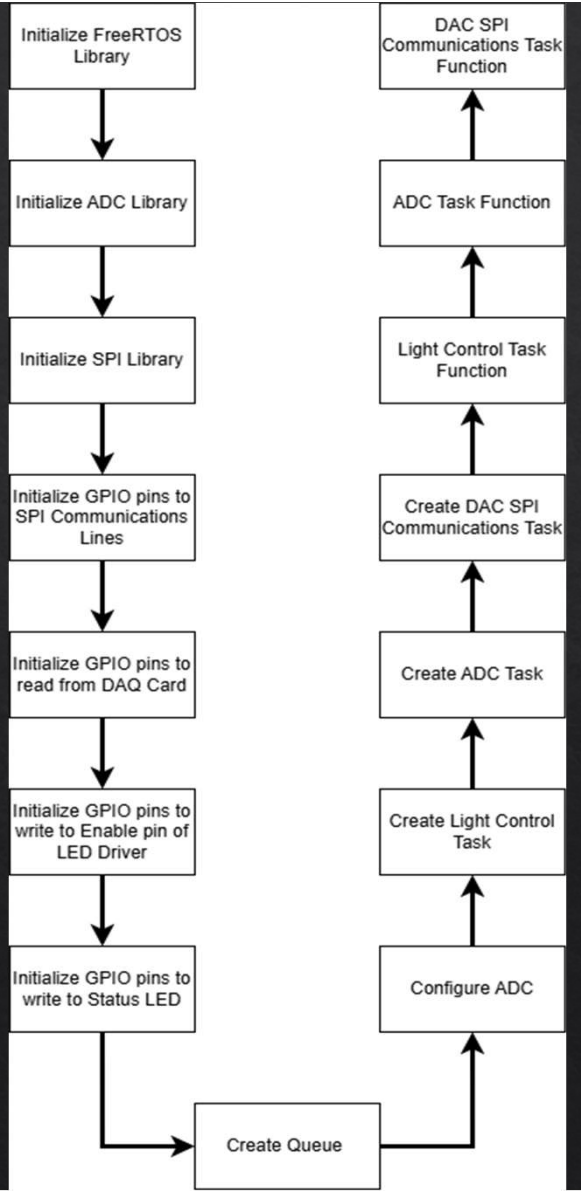 Initialize FreeRTOS
Library
Initialize ADC Library
Initialize SPI Library
Initialize GPIO pins to
SPI Communications
Lines
Initialize GPIO pins to
read from DAQ Card
Initialize GPIO pins to
write to Enable pin of
LED Driver
Initialize GPIO pins to
write to Status LED
Create Queue
Configure ADC
Create Light Control
Task
Create ADC Task
Create DAC SPI
Communications Task
Light Control Task
Function
ADC Task Function
DAC SPI
Communications Task
Function